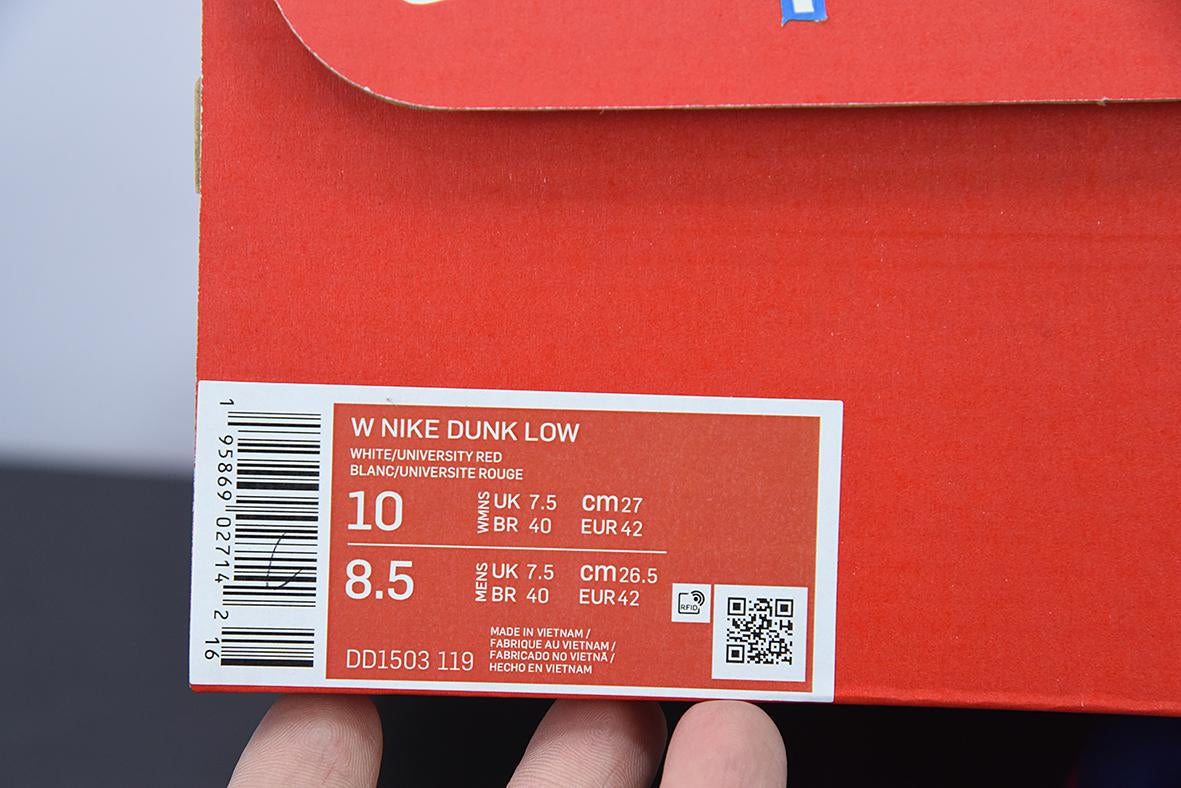 W NIKE DUNK LOW
WHITE/UNIVERSITY RED
BLANC/UNIVERSITE ROUGE
10 WMNS UK 7.5 cm 27
BR 40 EUR 42
8.5 MENS UK 7.5 cm 26.5
BR 40 EUR 42
RFID
DD1503 119
MADE IN VIETNAM /
FABRIQUE AU VIETNAM /
FABRICADO NO VIETNÃ /
HECHO EN VIETNAM
1 95869 02714 2 16